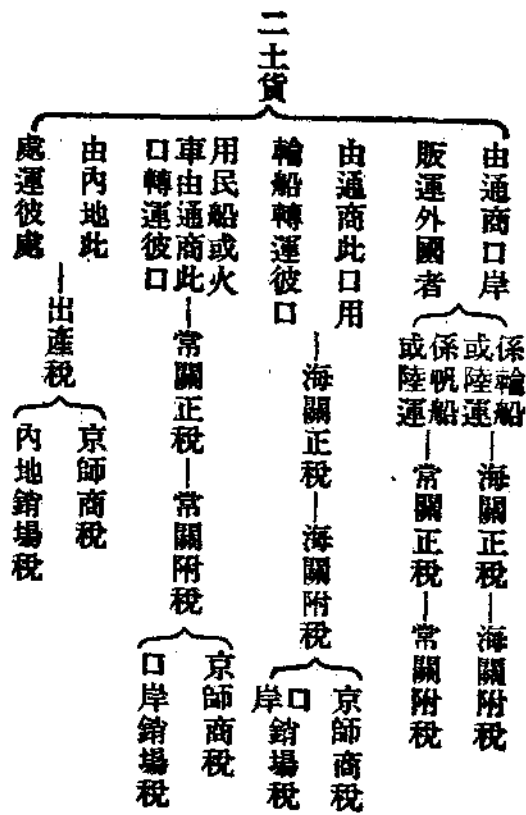 二土貨
由通商口岸
販運外國者
係輪船
或陸運
海關正稅
海關附稅
係帆船
或陸運
常關正稅
常關附稅
由通商此口用
輪船轉運彼口
海關正稅
海關附稅
京師商稅
口岸
銷場稅
用民船或火
車由通商此
口轉運彼口
常關正稅
常關附稅
京師商稅
口岸銷場稅
由內地此
處運彼處
出產稅
京師商稅
內地銷場稅